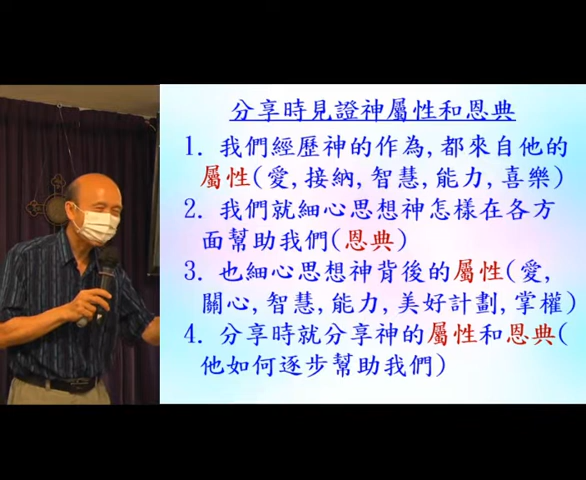 分享時見證神屬性和恩典
1. 我們經歷神的作為,都來自他的
屬性(愛,接納,智慧,能力,喜樂)
2. 我們就細心思想神怎樣在各方
面幫助我們(恩典)
3. 也細心思想神背後的屬性(愛,
關心,智慧,能力,美好計劃,掌權)
4. 分享時就分享神的屬性和恩典(
他如何逐步幫助我們)